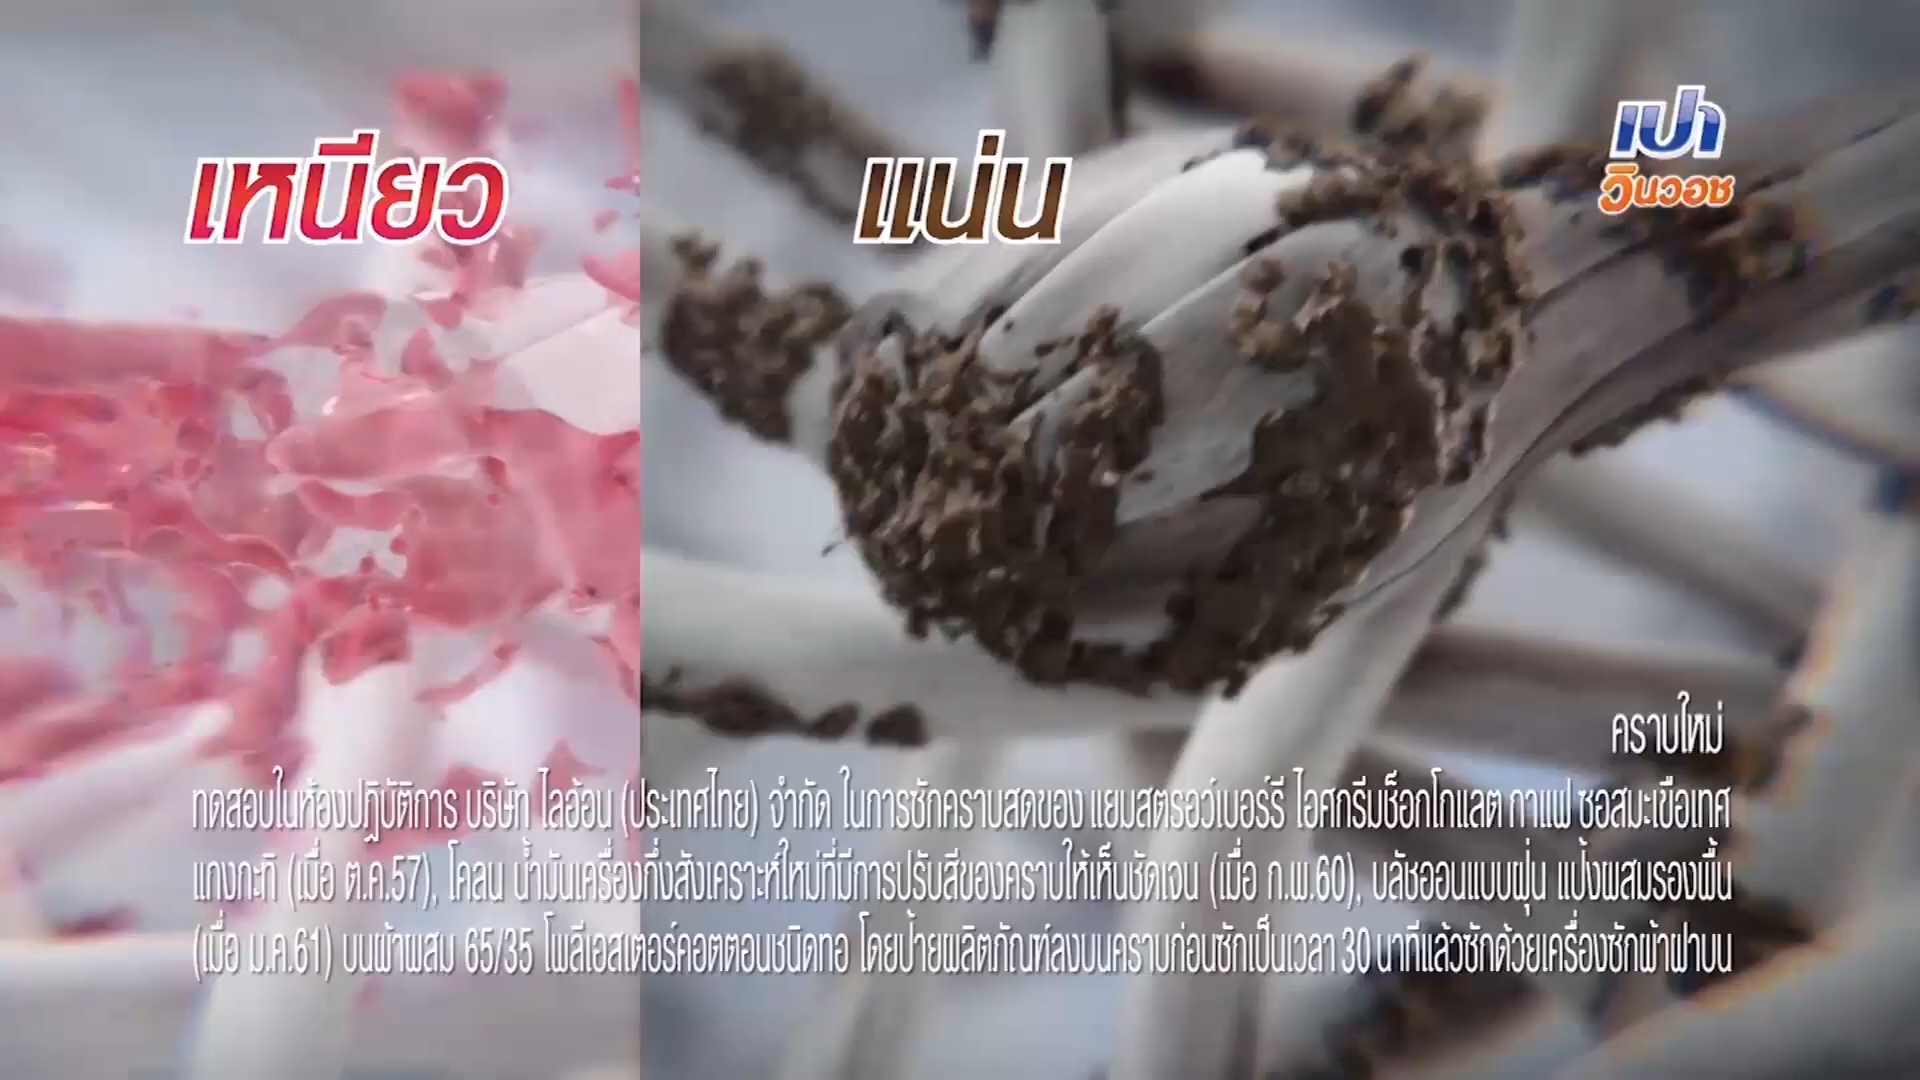 เหนียว
แน่น
เปา
วินวอช
คราบใหม่
ทดสอบในห้องปฏิบัติการ บริษัท ไลอ้อน (ประเทศไทย) จำกัด ในการซักคราบสดของ แยมสตรอว์เบอร์รี ไอศกรีมช็อกโกแลต กาแฟ ซอสมะเขือเทศ
แกงกะทิ (เมื่อ ต.ค.57), โคลน น้ำมันเครื่องกึ่งสังเคราะห์ใหม่ที่มีการปรับสีของคราบให้เห็นชัดเจน (เมื่อ ก.พ.60), บลัชออนแบบฝุ่น แป้งผสมรองพื้น
(เมื่อ ม.ค.61) บนผ้าผสม 65/35 โพลีเอสเตอร์คอตตอนชนิดทอ โดยป้ายผลิตภัณฑ์ลงบนคราบก่อนซักเป็นเวลา 30 นาทีแล้วซักด้วยเครื่องซักผ้าฝาบน